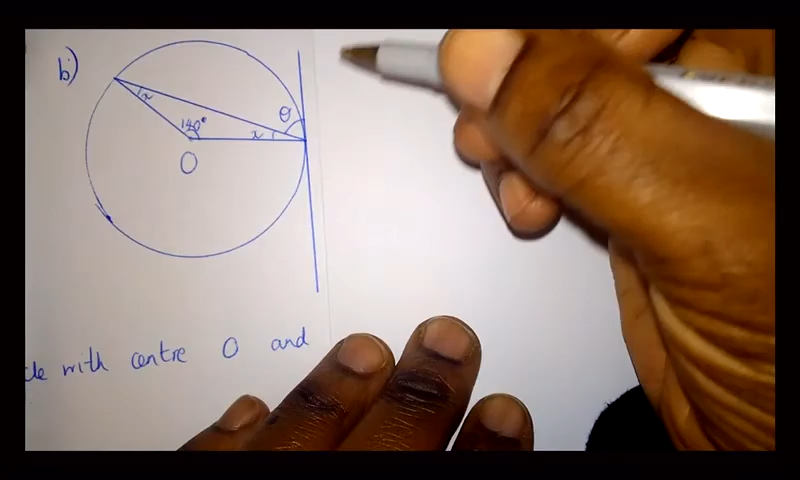 b)
x
θ
140°
x
O
cle with centre O and